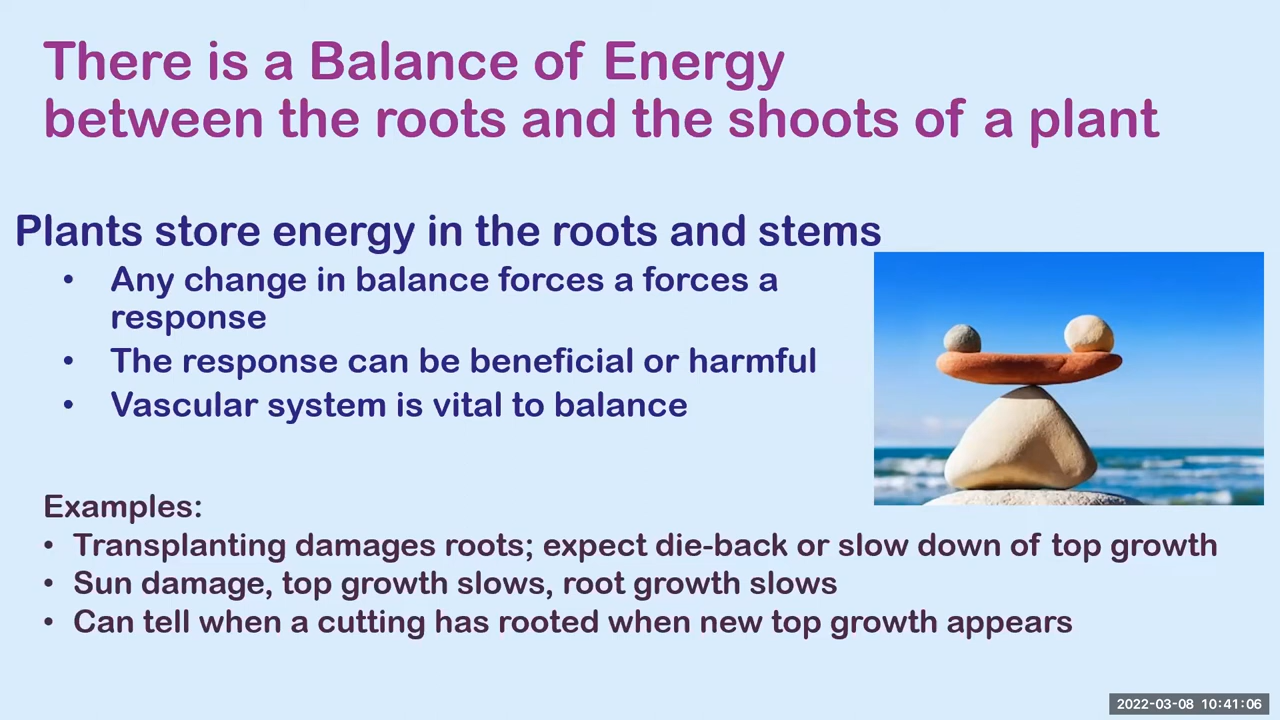 There is a Balance of Energy
between the roots and the shoots of a plant
Plants store energy in the roots and stems
• Any change in balance forces a forces a
response
• The response can be beneficial or harmful
• Vascular system is vital to balance
Examples:
• Transplanting damages roots; expect die-back or slow down of top growth
• Sun damage, top growth slows, root growth slows
• Can tell when a cutting has rooted when new top growth appears
2022-03-08 10:41:06